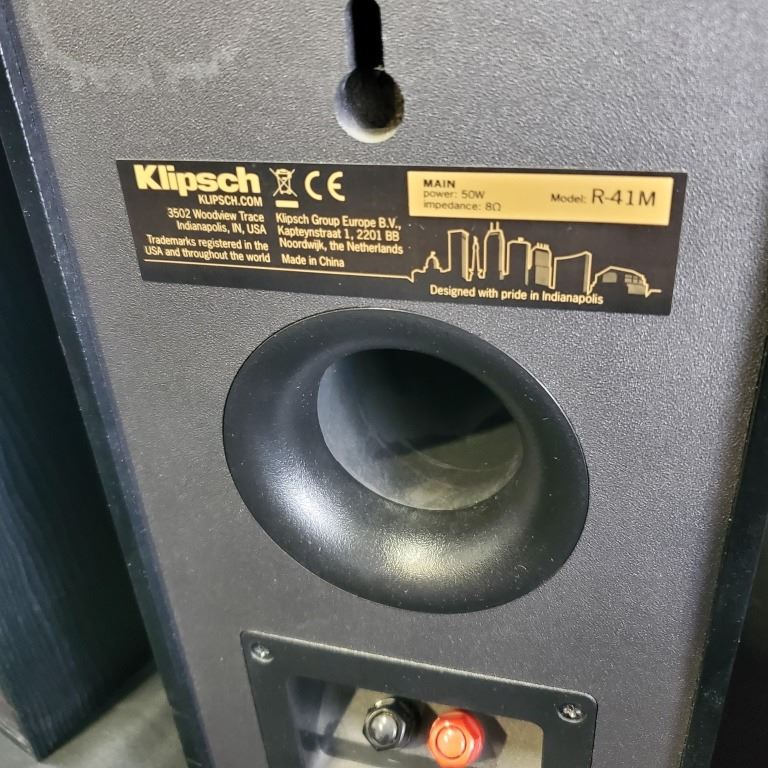 Klipsch CE
KLIPSCH.COM
3502 Woodview Trace
Indianapolis, IN, USA
Trademarks registered in the
USA and throughout the world
Klipsch Group Europe B.V.,
Kapteynstraat 1, 2201 BB
Noordwijk, the Netherlands
Made in China
MAIN
power: 50W
impedance: 8Ω
Model: R-41M
Designed with pride in Indianapolis